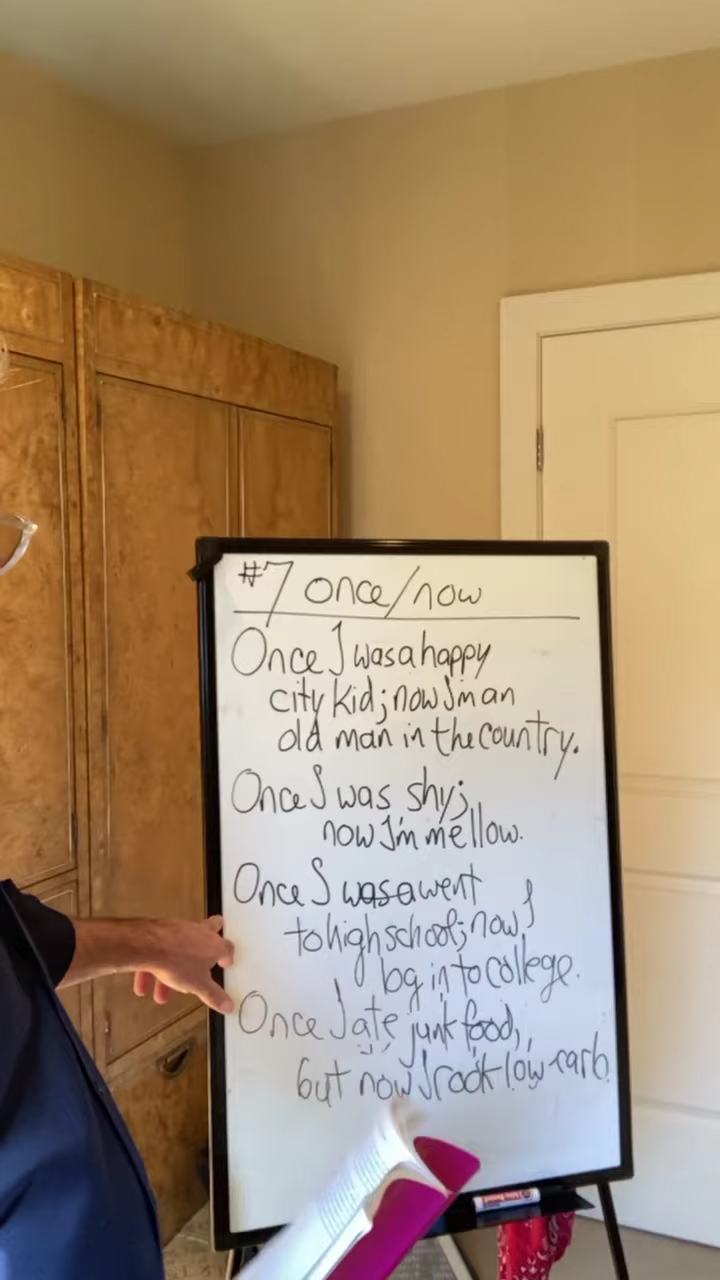 #7 once/now
Once I was a happy
city kid; now I'm an
old man in the country.
Once I was shy;
now I'm mellow.
Once I was a went
to high school; now I
log in to college.
Once I ate junk food,
but now I cook low-carb.